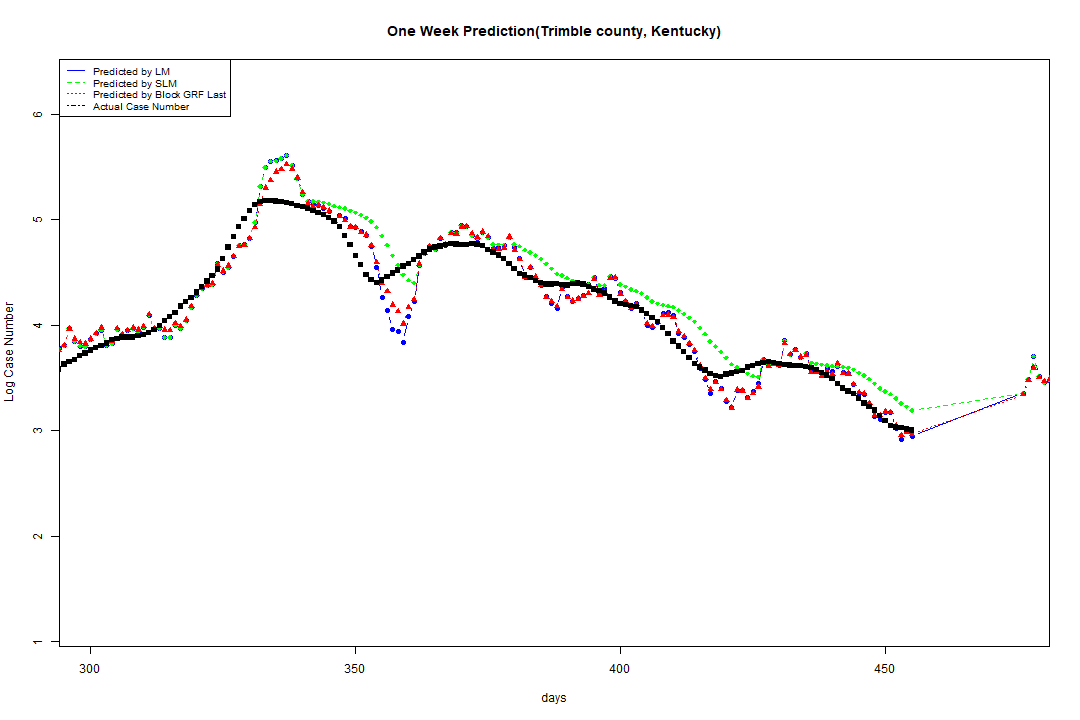 One Week Prediction(Trimble county, Kentucky)
Predicted by LM
Predicted by SLM
Predicted by Block GRF Last
Actual Case Number
Log Case Number
6
5
4
3
2
1
300 350 400 450
days